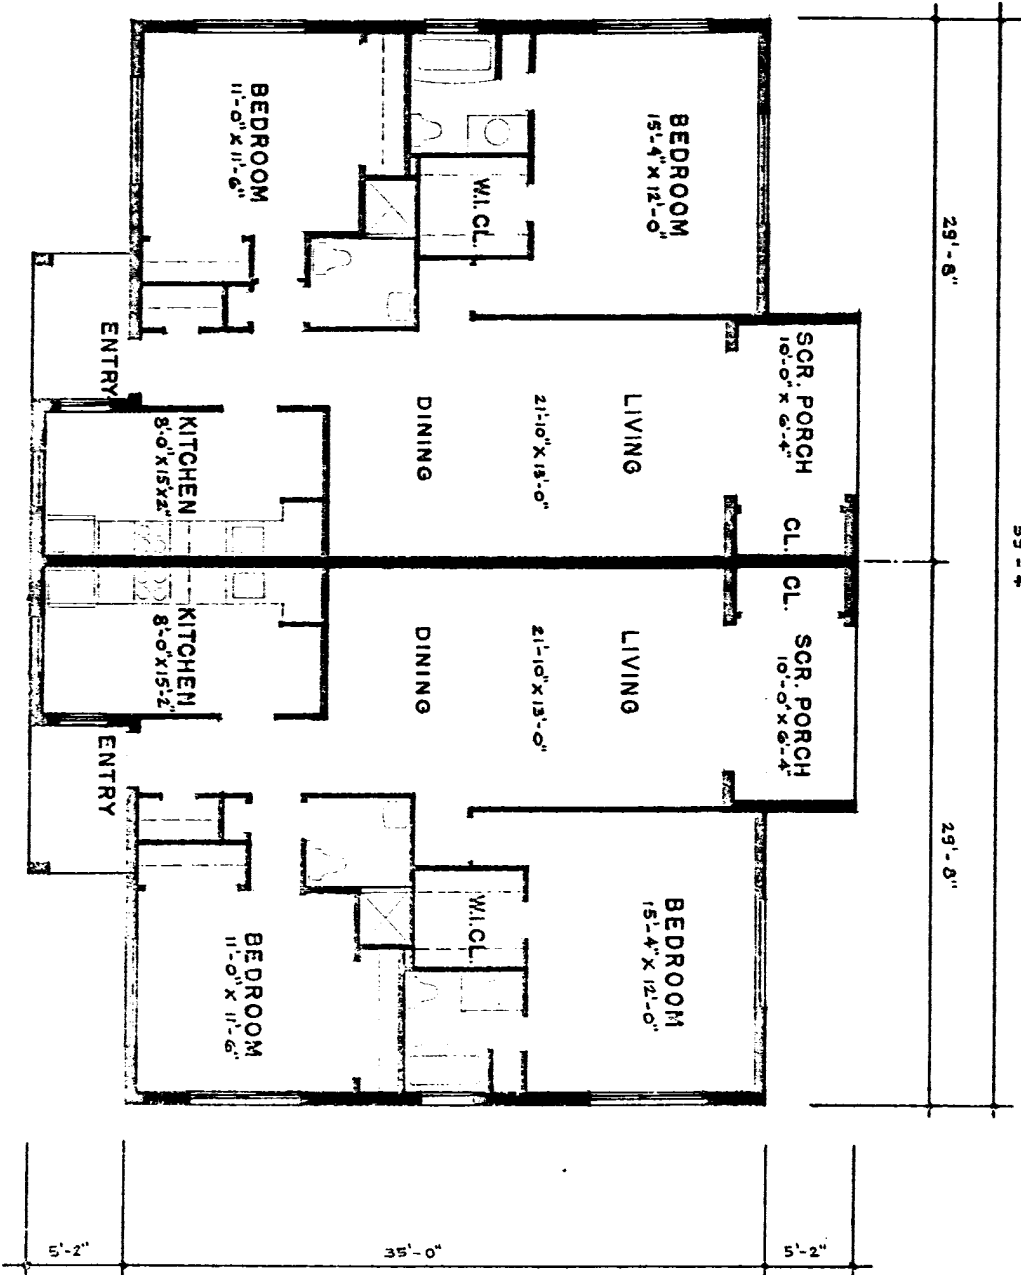 BEDROOM
11'-0" X 11'-6"
W.I.CL.
BEDROOM
15'-4" X 12'-0"
29'-8"
ENTRY
KITCHEN
8'-0" X 15'X2"
DINING
21'-10" X 13'-0"
LIVING
SCR. PORCH
10'-0" X 6'-4"
CL.
KITCHEN
8'-0" X 15'-2"
DINING
21'-10" X 13'-0"
LIVING
CL.
SCR. PORCH
10'-0" X 6'-4"
ENTRY
29'-8"
BEDROOM
11'-0" X 11'-6"
W.I.CL.
BEDROOM
15'-4" X 12'-0"
5'-2"
35'-0"
5'-2"